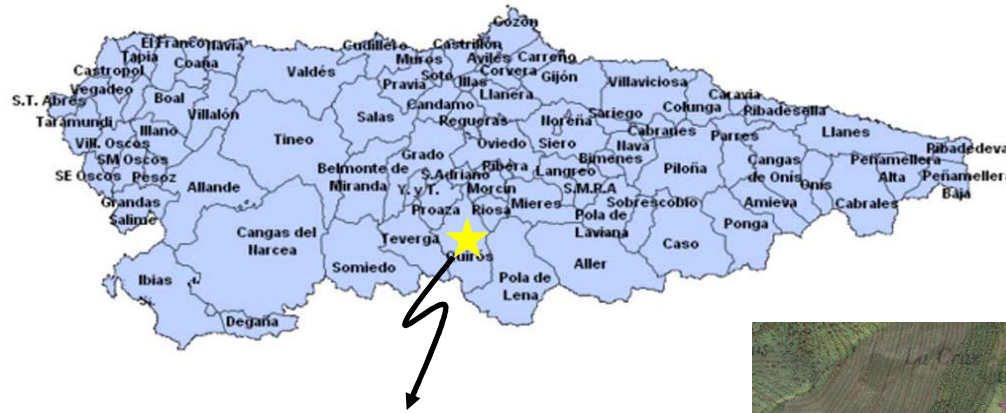 Gozón
El Franco Navia Cudillero Castrillón
Tapia Coaña Valdés Muros Avilés Carreño
Castropol Soto Illas Corvera Gijón
Vegadeo Pravia Llanera Villaviciosa Caravia
S.T. Abres Boal Villalón Salas Candamo Noreña Sariego Colunga Ribadesella
Taramundi Illano Tineo Regueras Cabranes Parres Llanes
Vill. Oscos Oviedo Siero Nava Ribadedeva
SM Oscos Belmonte de Grado Ribera Bimenes Piloña Cangas Peñamellera
SE Oscos Pesoz Allande Miranda S.Adriano Langreo de Onís Onís Alta Peñamellera
Grandas Y. y T. Morcín S.M.R.A Sobrescobio Amieva Cabrales Baja
Salime Proaza Riosa Mieres Pola de Ponga
Cangas del Teverga Laviana Caso
Narcea Somiedo Quirós Aller
Ibias Pola de
S. Lena
Degaña
La Cruz